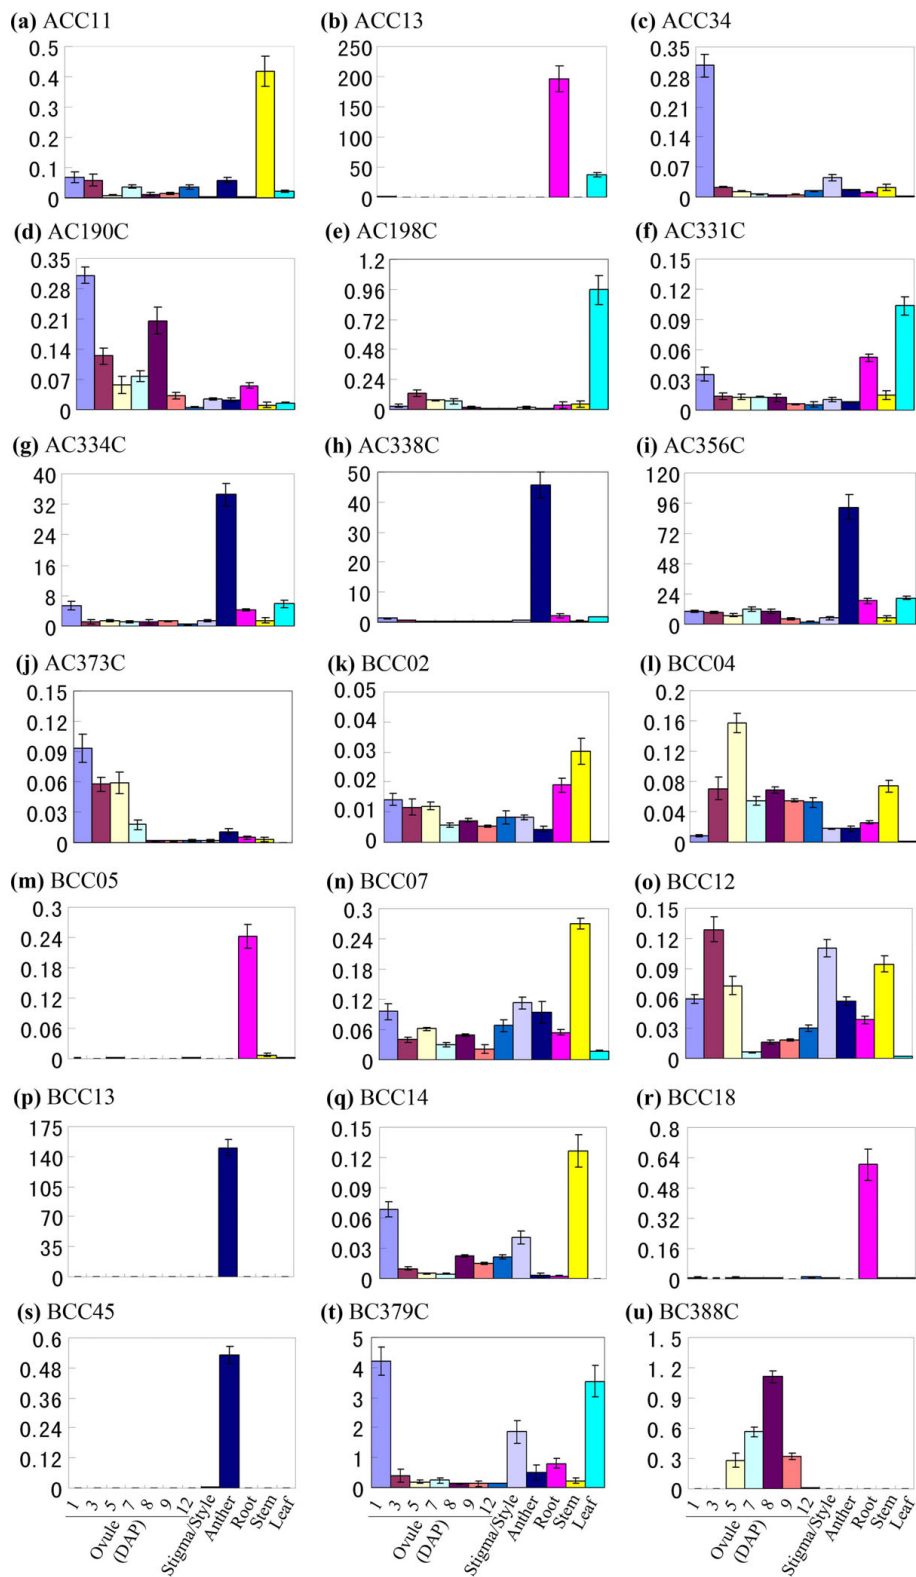 (a) ACC11 (b) ACC13 (c) ACC34
0.5 250 0.35
0.4 200 0.28
0.3 150 0.21
0.2 100 0.14
0.1 50 0.07
0 0 0
(d) AC190C (e) AC198C (f) AC331C
0.35 1.2 0.15
0.28 0.96 0.12
0.21 0.72 0.09
0.14 0.48 0.06
0.07 0.24 0.03
0 0 0
(g) AC334C (h) AC338C (i) AC356C
40 50 120
32 40 96
24 30 72
16 20 48
8 10 24
0 0 0
(j) AC373C (k) BCC02 (l) BCC04
0.15 0.05 0.2
0.12 0.03 0.16
0.09 0.02 0.12
0.06 0.01 0.08
0.03 0 0.04
0 0
(m) BCC05 (n) BCC07 (o) BCC12
0.3 0.3 0.15
0.24 0.24 0.12
0.18 0.18 0.09
0.12 0.12 0.06
0.06 0.06 0.03
0 0 0
(p) BCC13 (q) BCC14 (r) BCC18
175 0.15 0.8
140 0.12 0.64
105 0.09 0.48
70 0.06 0.32
35 0.03 0.16
0 0 0
(s) BCC45 (t) BC379C (u) BC388C
0.6 5 1.5
0.48 4 1.2
0.36 3 0.9
0.24 2 0.6
0.12 1 0.3
0 0 0
1 3 5 7 8 9 12 Stigma/Style Anther Root Stem Leaf
Ovule
(DAP)
1 3 5 7 8 9 12 Stigma/Style Anther Root Stem Leaf
Ovule
(DAP)
1 3 5 7 8 9 12 Stigma/Style Anther Root Stem Leaf
Ovule
(DAP)